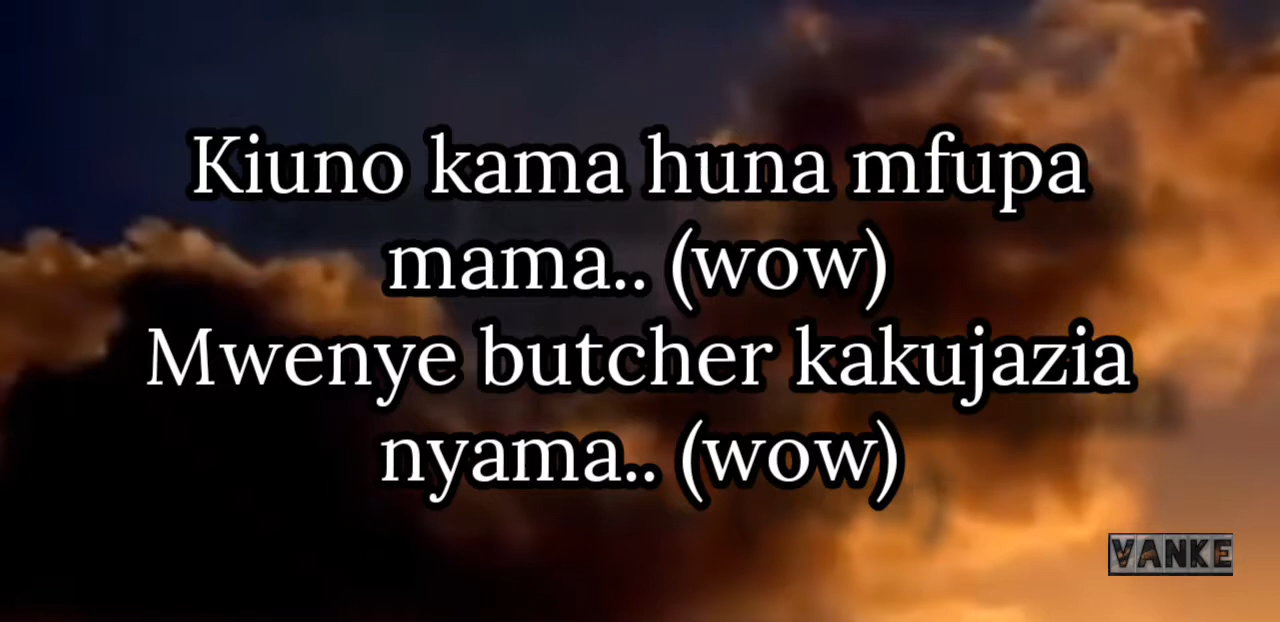 Kiuno kama huna mfupa
mama.. (wow)
Mwenye butcher kakujazia
nyama.. (wow)
VANKE